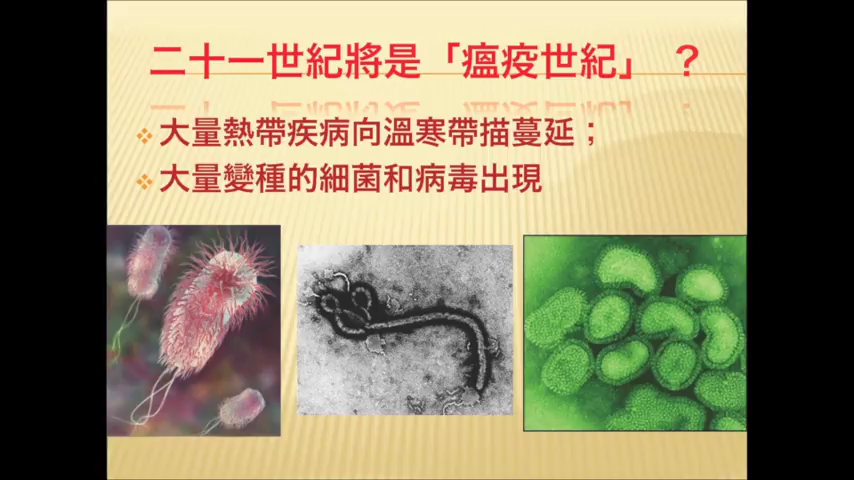 二十一世紀將是「瘟疫世紀」 ？
大量熱帶疾病向溫寒帶描蔓延；
大量變種的細菌和病毒出現